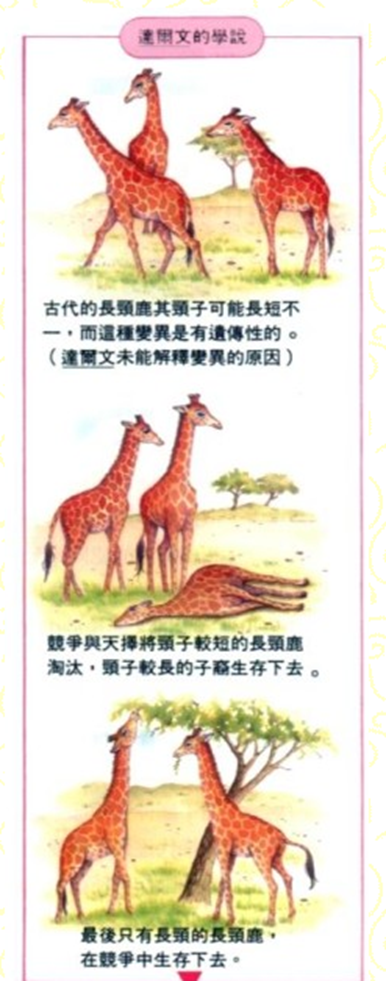 達爾文的學說
古代的長頸鹿其頸子可能長短不
一，而這種變異是有遺傳性的。
（達爾文未能解釋變異的原因）
競爭與天擇將頸子較短的長頸鹿
淘汰，頸子較長的子裔生存下去。
最後只有長頸的長頸鹿，
在競爭中生存下去。